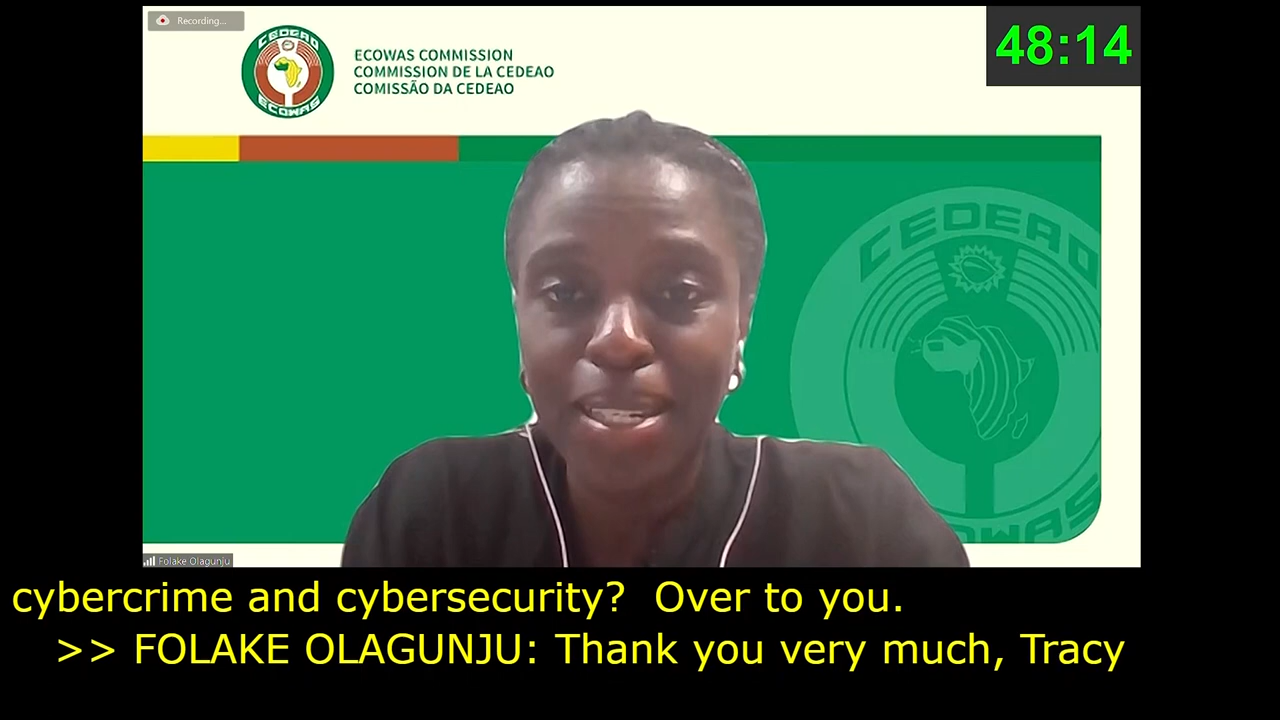 Recording...
CEDEAO
ECOWAS
ECOWAS COMMISSION
COMMISSION DE LA CEDEAO
COMISSÃO DA CEDEAO
48:14
CEDEAO
ECOWAS
Folake Olagunju
cybercrime and cybersecurity?  Over to you.
>> FOLAKE OLAGUNJU: Thank you very much, Tracy